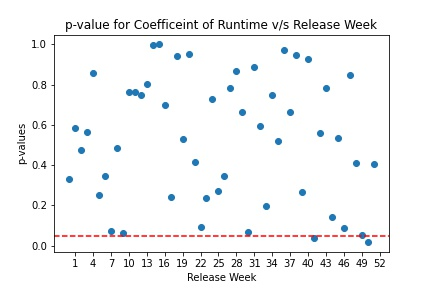 p-value for Coefficeint of Runtime v/s Release Week
1.0
0.8
0.6
0.4
0.2
0.0
p-values
1 4 7 10 13 16 19 22 25 28 31 34 37 40 43 46 49 52
Release Week